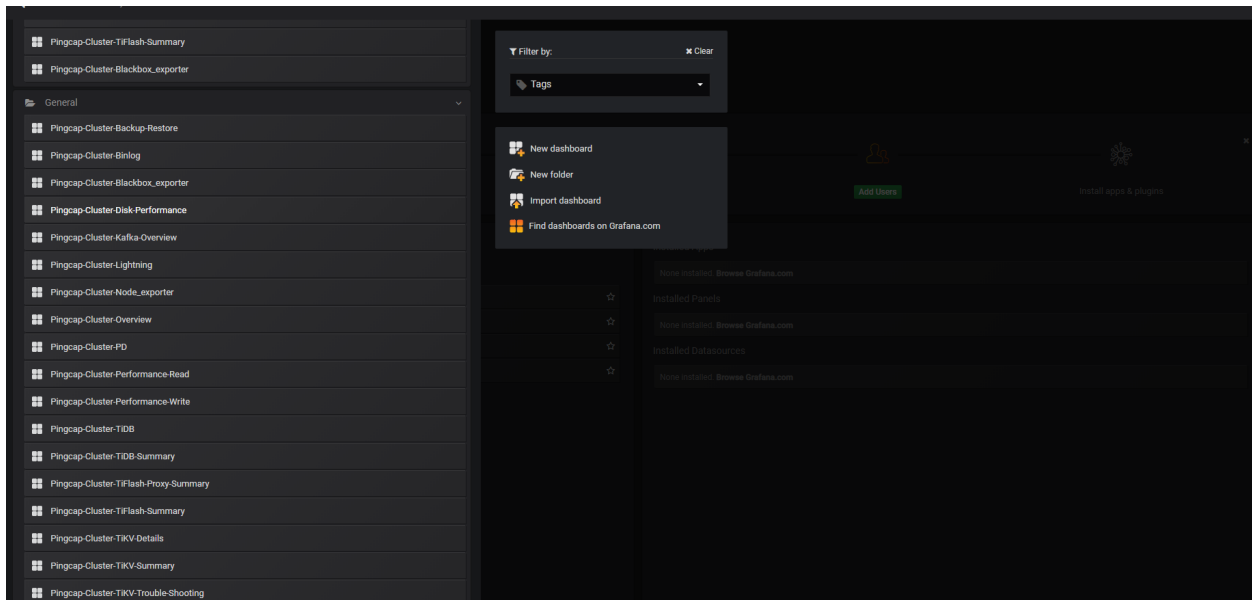 Pingcap-Cluster-TiFlash-Summary
Pingcap-Cluster-Blackbox_exporter
General
Pingcap-Cluster-Backup-Restore
Pingcap-Cluster-Binlog
Pingcap-Cluster-Blackbox_exporter
Pingcap-Cluster-Disk-Performance
Pingcap-Cluster-Kafka-Overview
Pingcap-Cluster-Lightning
Pingcap-Cluster-Node_exporter
Pingcap-Cluster-Overview
Pingcap-Cluster-PD
Pingcap-Cluster-Performance-Read
Pingcap-Cluster-Performance-Write
Pingcap-Cluster-TiDB
Pingcap-Cluster-TiDB-Summary
Pingcap-Cluster-TiFlash-Proxy-Summary
Pingcap-Cluster-TiFlash-Summary
Pingcap-Cluster-TiKV-Details
Pingcap-Cluster-TiKV-Summary
Pingcap-Cluster-TiKV-Trouble-Shooting
Filter by: Clear
Tags
New dashboard
New folder
Import dashboard
Find dashboards on Grafana.com
Add Users
Install apps & plugins
None installed. Browse Grafana.com
Installed Panels
None installed. Browse Grafana.com
Installed Datasources
None installed. Browse Grafana.com